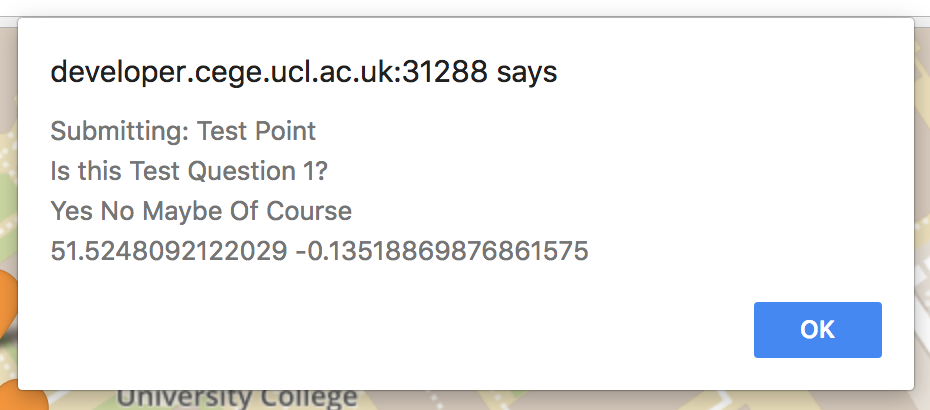 developer.cege.ucl.ac.uk:31288 says
Submitting: Test Point
Is this Test Question 1?
Yes No Maybe Of Course
51.5248092122029 -0.13518869876861575
OK
University College